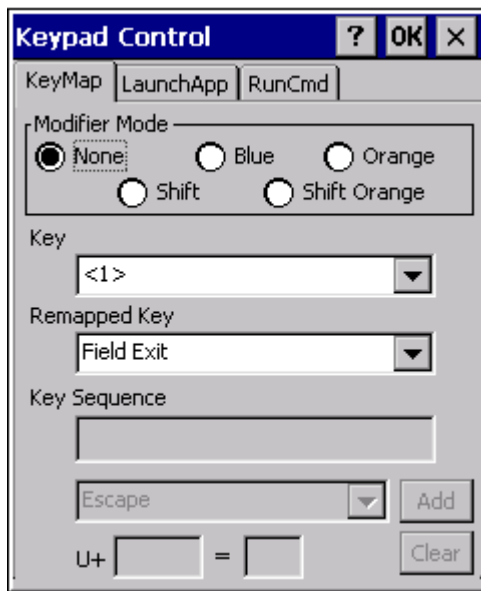 Keypad Control ? OK ×
KeyMap LaunchApp RunCmd
Modifier Mode
None Blue Orange
Shift Shift Orange
Key
<1>
Remapped Key
Field Exit
Key Sequence
Escape Add
U+ = Clear